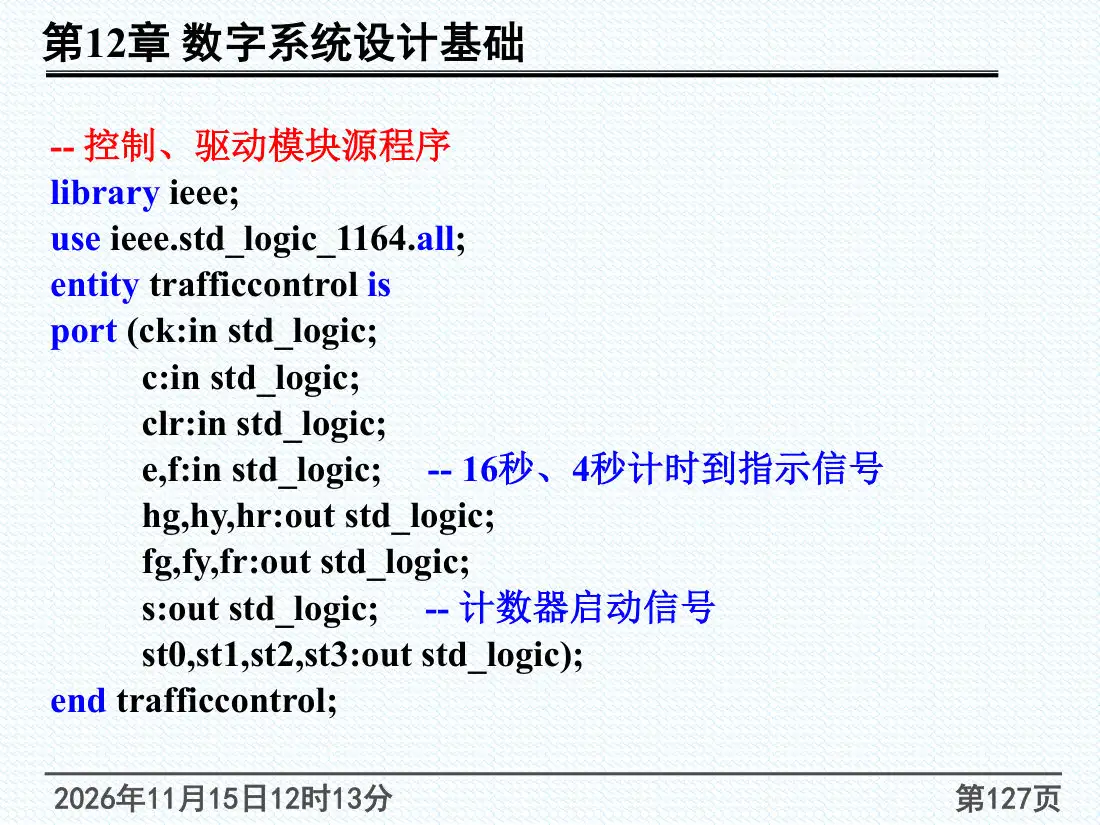 第12章 数字系统设计基础
-- 控制、驱动模块源程序
library ieee;
use ieee.std_logic_1164.all;
entity trafficcontrol is
port (ck:in std_logic;
c:in std_logic;
clr:in std_logic;
e,f:in std_logic; -- 16秒、4秒计时到指示信号
hg,hy,hr:out std_logic;
fg,fy,fr:out std_logic;
s:out std_logic; -- 计数器启动信号
st0,st1,st2,st3:out std_logic);
end trafficcontrol;
2026年11月15日12时13分 第127页